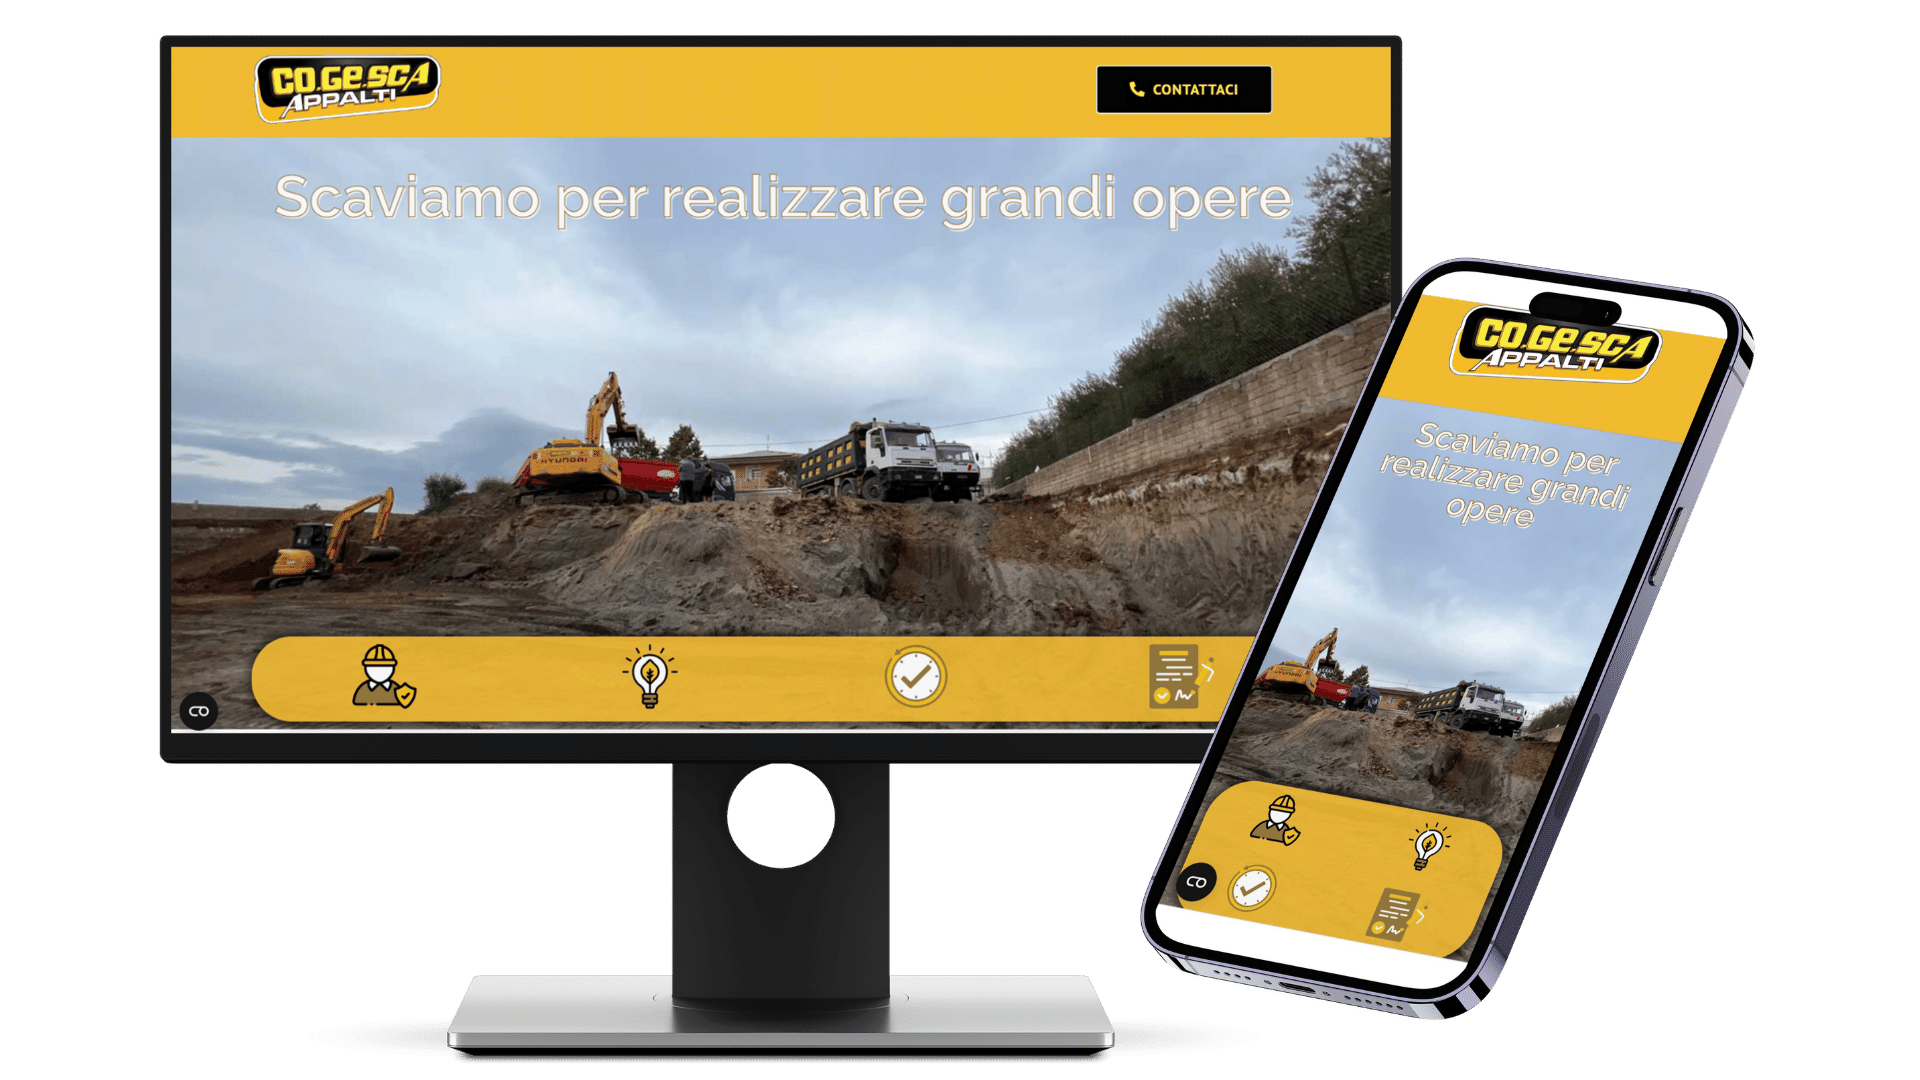 CO.GE.SCA
APPALTI
CONTATTACI
Scaviamo per realizzare grandi opere
HYUNDAI
CO.GE.SCA
APPALTI
Scaviamo per
realizzare grandi
opere